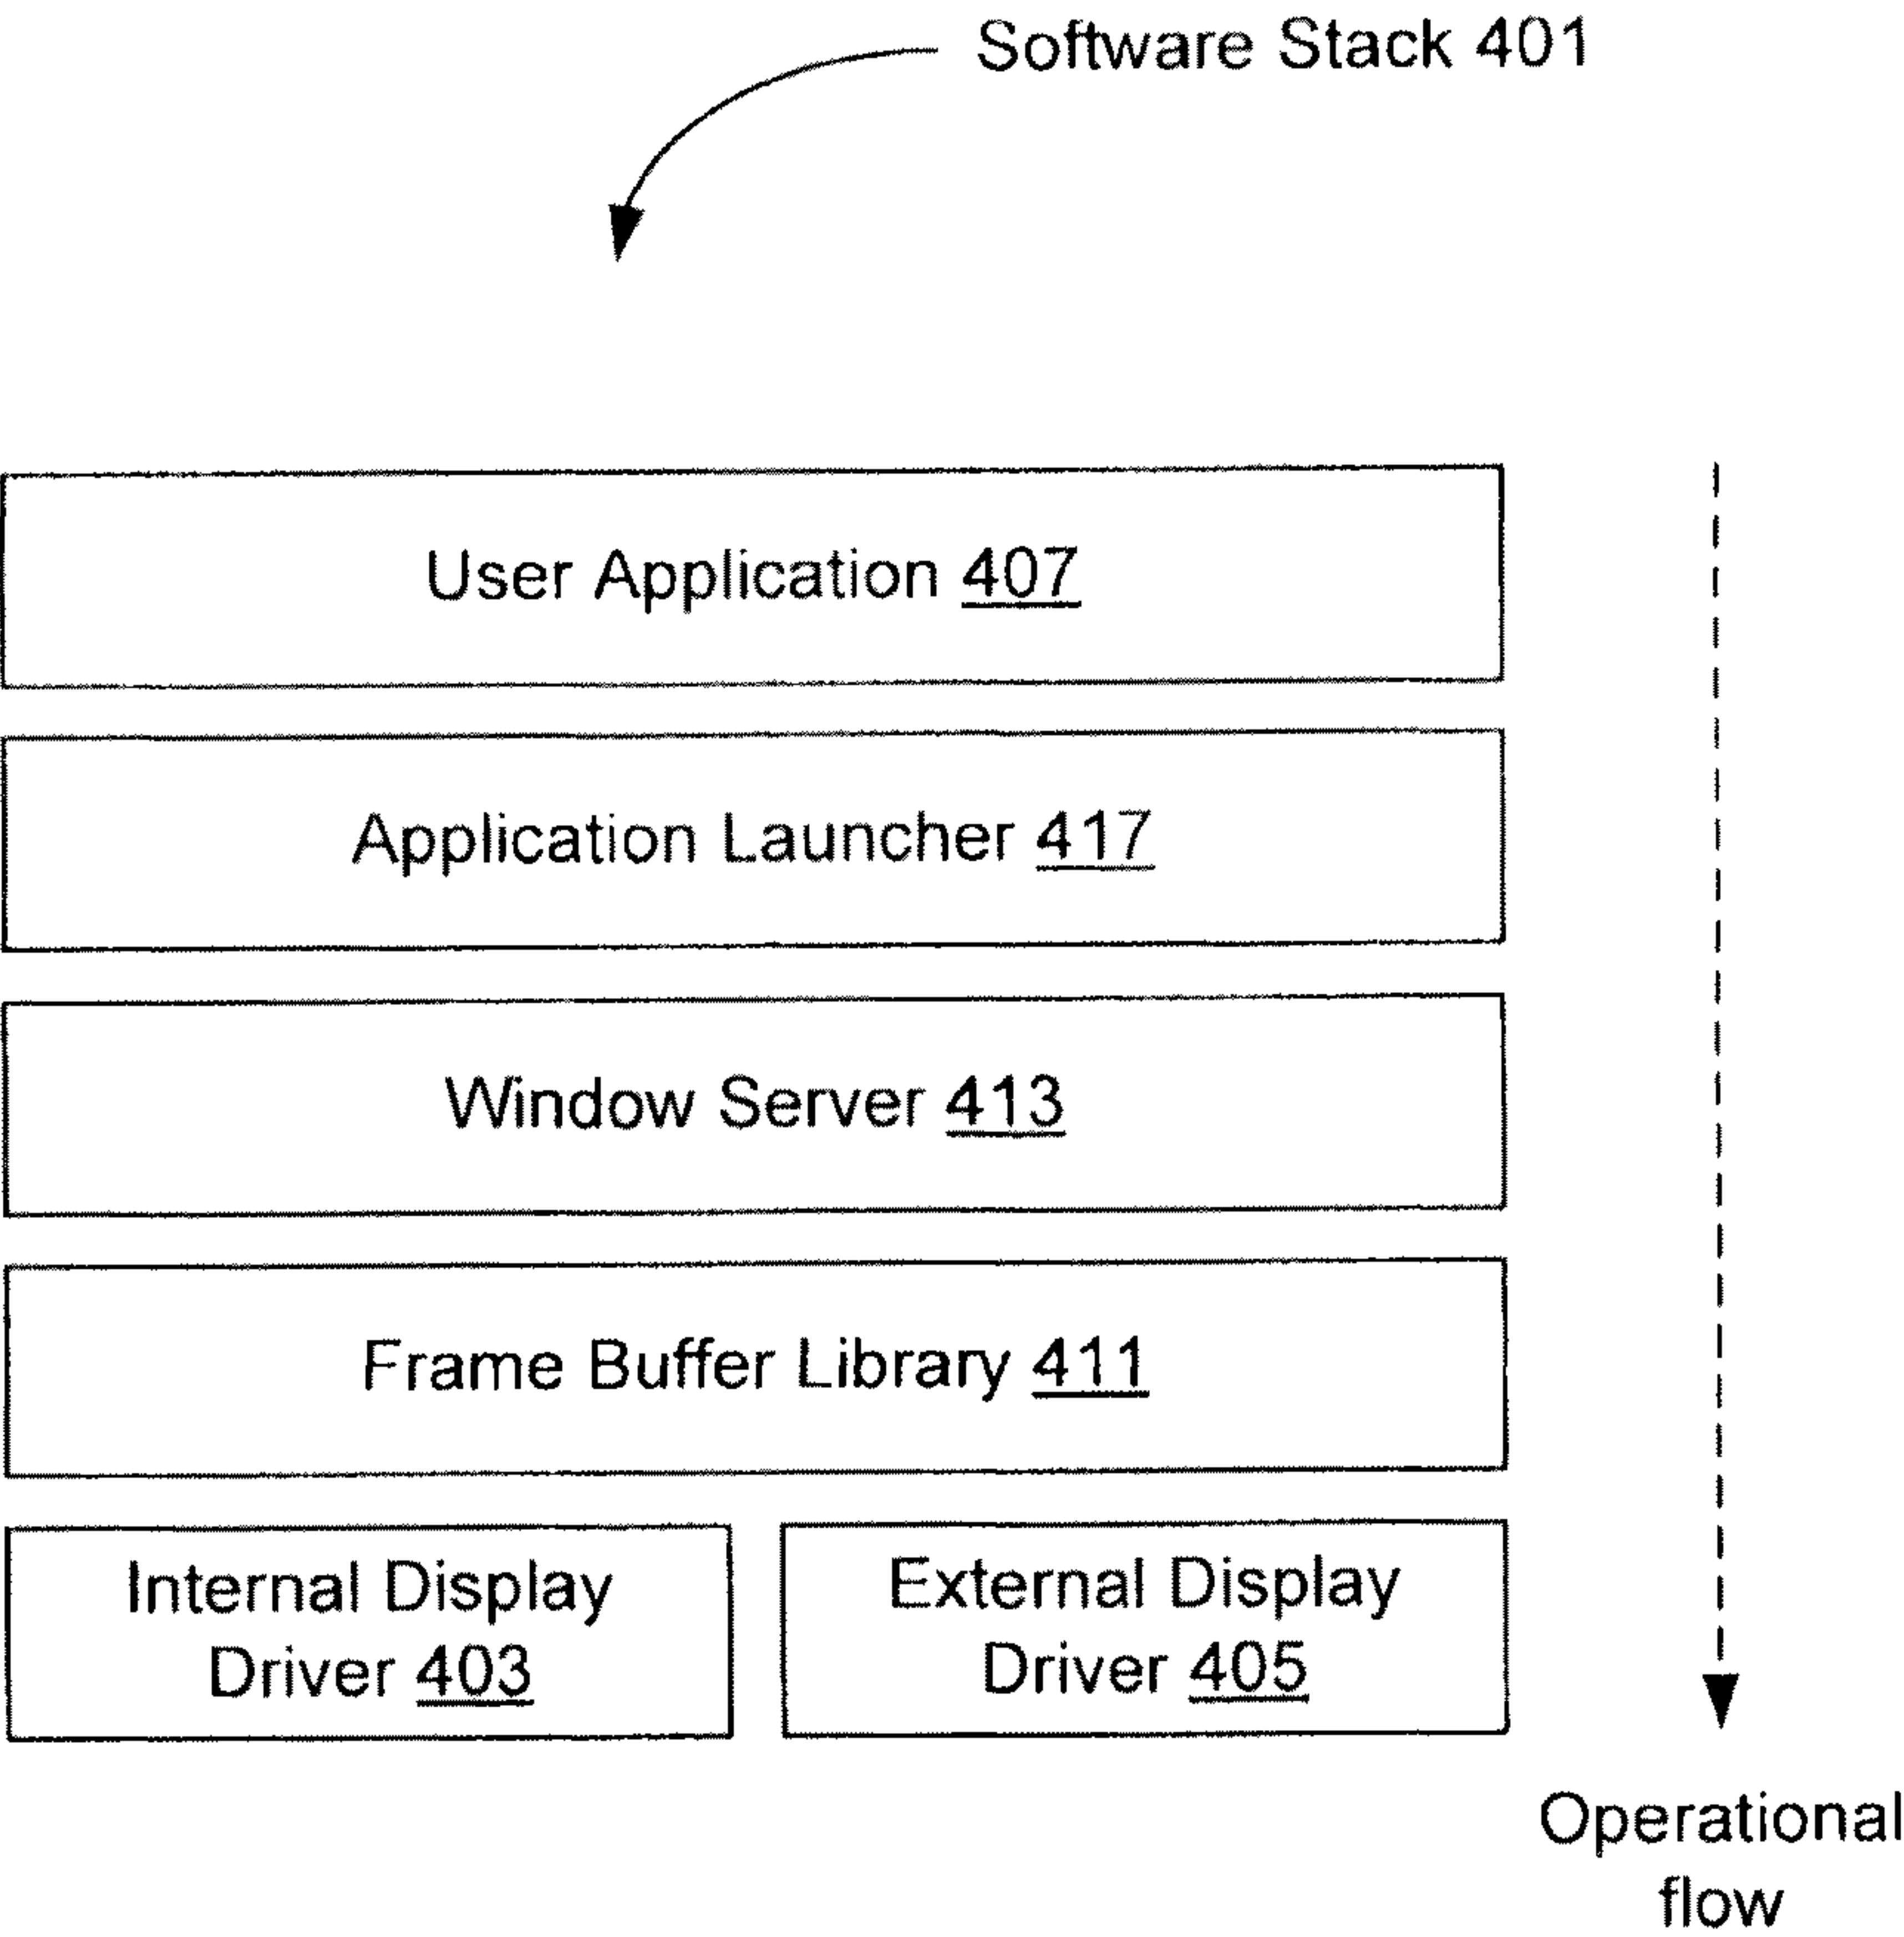 Software Stack 401
User Application 407
Application Launcher 417
Window Server 413
Frame Buffer Library 411
Internal Display
Driver 403
External Display
Driver 405
Operational
flow